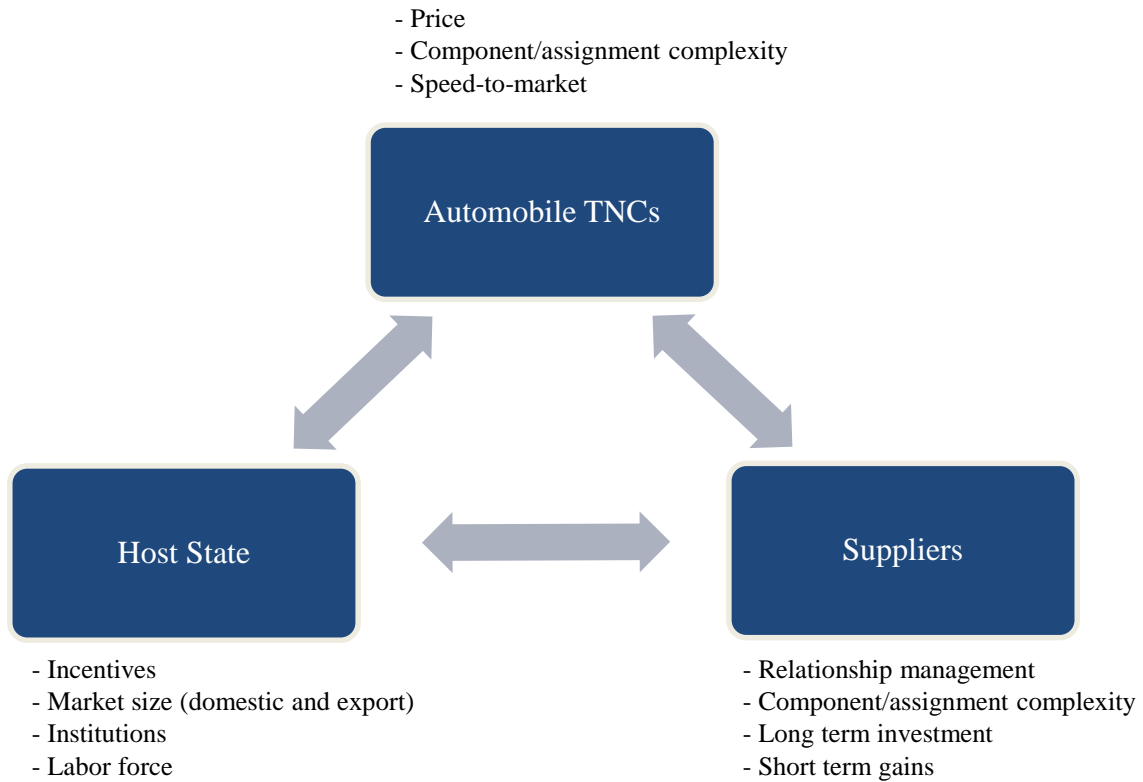 - Price
- Component/assignment complexity
- Speed-to-market
Automobile TNCs
Host State
Suppliers
- Incentives
- Market size (domestic and export)
- Institutions
- Labor force
- Relationship management
- Component/assignment complexity
- Long term investment
- Short term gains